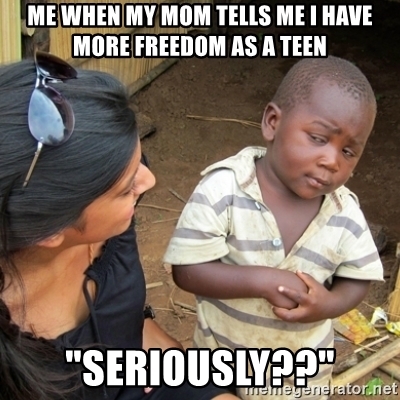 ME WHEN MY MOM TELLS ME I HAVE
MORE FREEDOM AS A TEEN
"SERIOUSLY??"
memegenerator.net